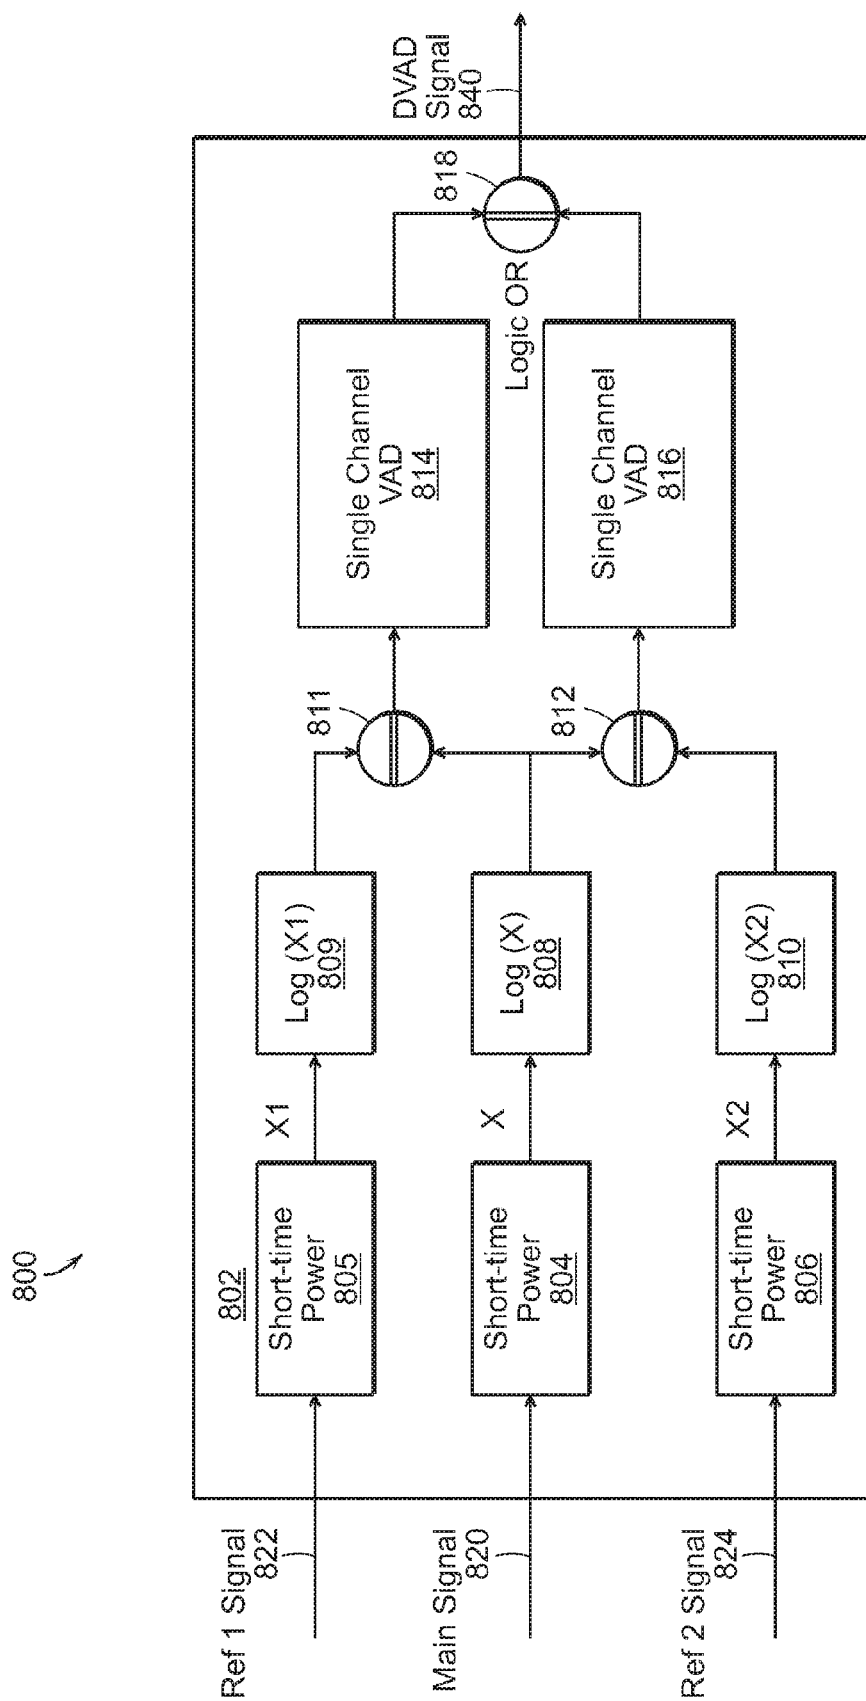 800
Ref 1 Signal
822
802
Short-time
Power
805
X1
Log (X1)
809
811
Single Channel
VAD
814
Main Signal
820
Short-time
Power
804
X
Log (X)
808
Logic OR
818
DVAD
Signal
840
Ref 2 Signal
824
Short-time
Power
806
X2
Log (X2)
810
812
Single Channel
VAD
816